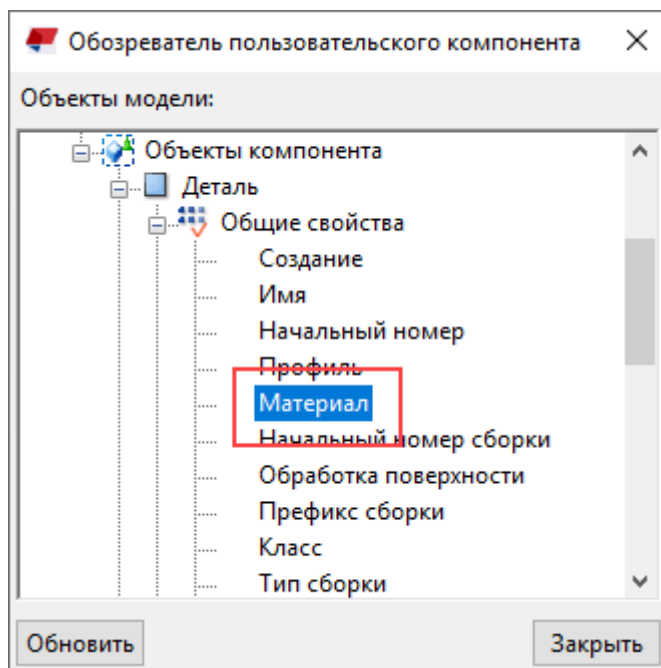 Обозреватель пользовательского компонента
Объекты модели:
Объекты компонента
Деталь
Общие свойства
Создание
Имя
Начальный номер
Профиль
Материал
Начальный номер сборки
Обработка поверхности
Префикс сборки
Класс
Тип сборки
Обновить Закрыть